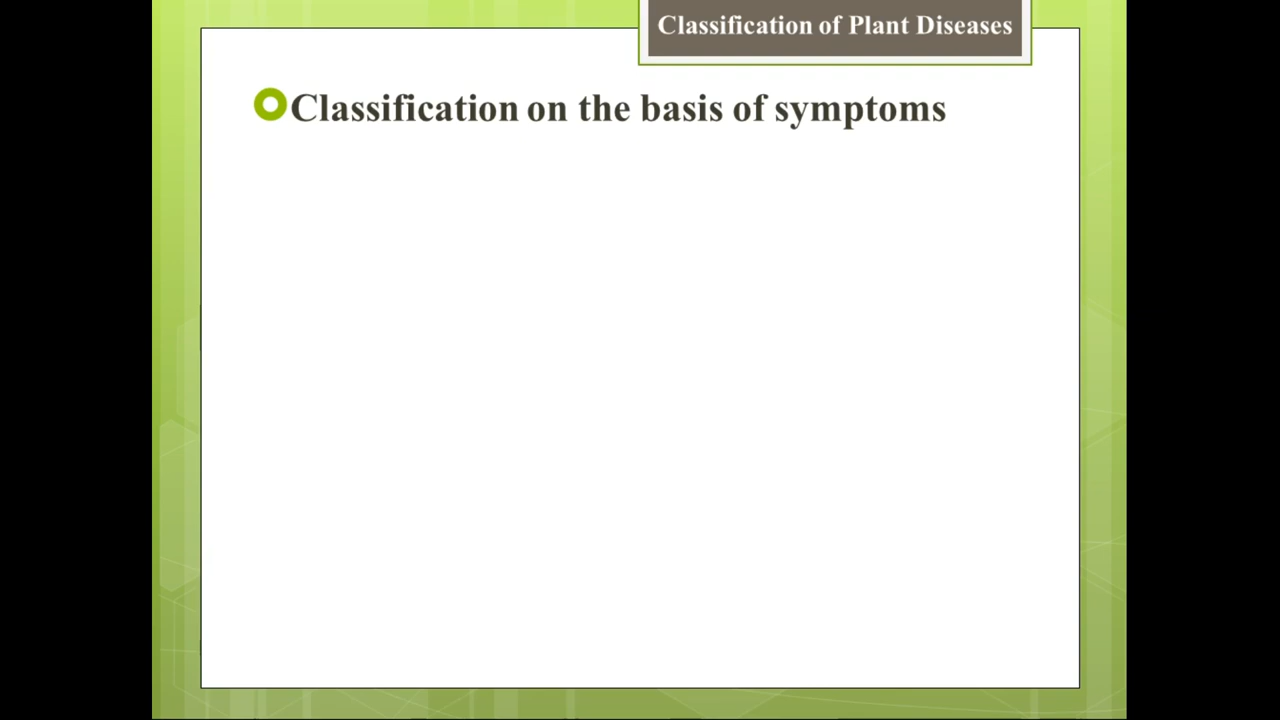 Classification of Plant Diseases
Classification on the basis of symptoms